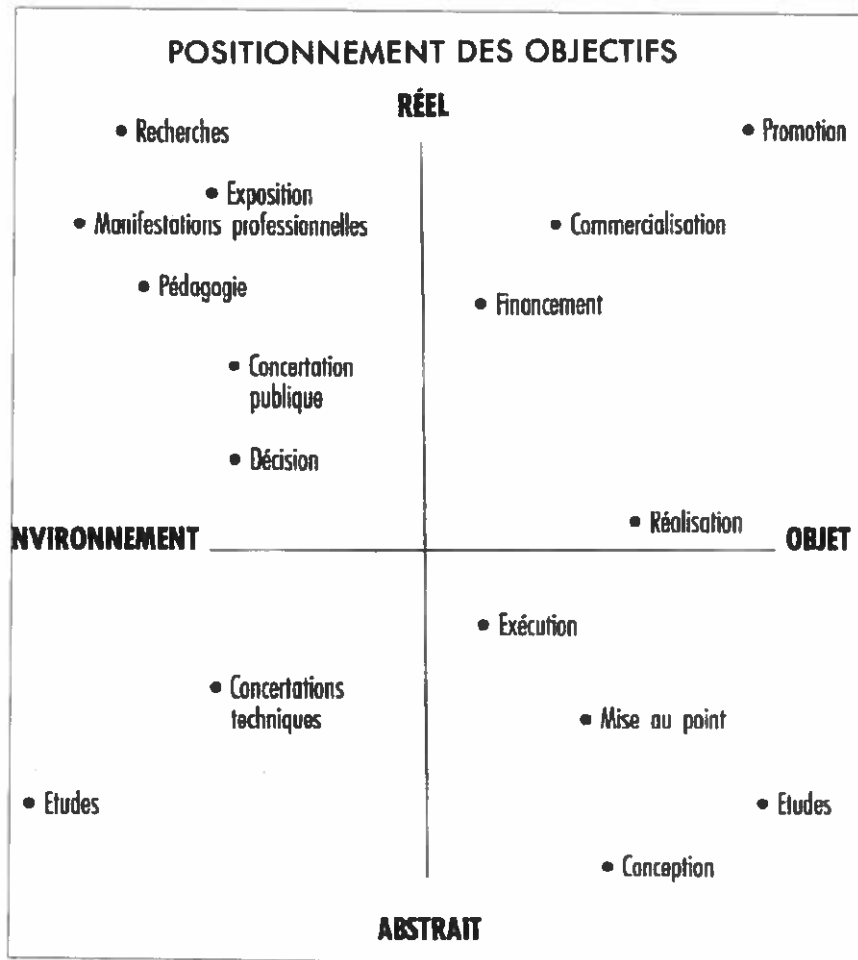 POSITIONNEMENT DES OBJECTIFS
RÉEL
• Recherches
• Promotion
• Exposition
• Manifestations professionnelles
• Commercialisation
• Pédagogie
• Financement
• Concertation
publique
• Décision
• Réalisation
NVIRONNEMENT
OBJET
• Exécution
• Concertations
techniques
• Mise au point
• Etudes
• Etudes
• Conception
ABSTRAIT